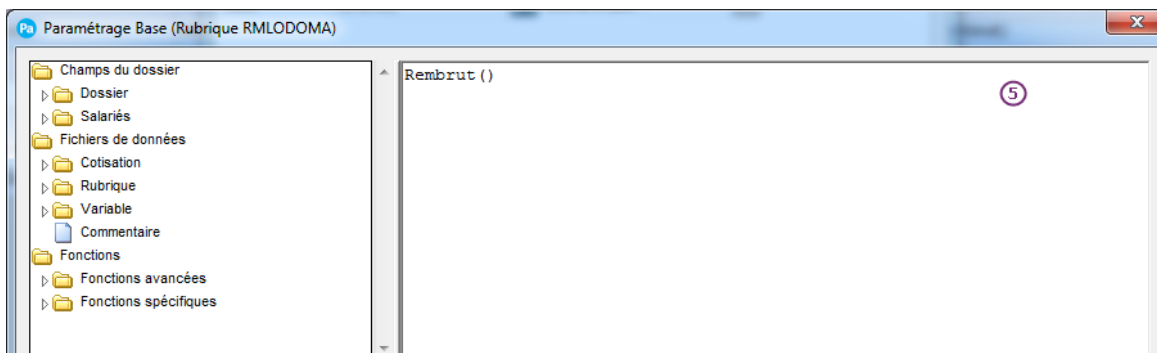 Pa Paramétrage Base (Rubrique RMLODOMA) X
Champs du dossier
Dossier
Salariés
Fichiers de données
Cotisation
Rubrique
Variable
Commentaire
Fonctions
Fonctions avancées
Fonctions spécifiques
Rembrut()
5